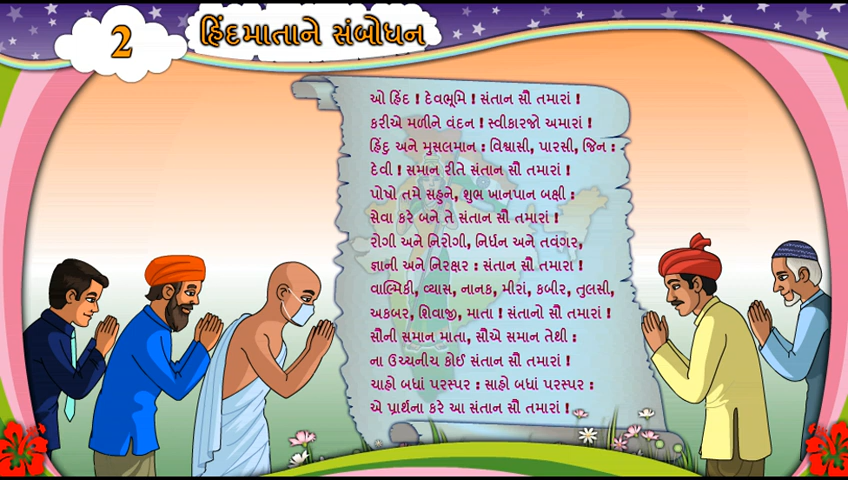 2
હિંદમાતાને સંબોધન
ઓ હિંદ ! દેવભૂમિ ! સંતાન સૌ તમારાં !
કરીએ મળીને વંદન ! સ્વીકારજો અમારાં !
હિંદુ અને મુસલમાન : વિશ્વાસી, પારસી, જિન :
દેવી ! સમાન રીતે સંતાન સૌ તમારાં !
પોષો તમે સહુને, શુભ ખાનપાન બક્ષી :
સેવા કરે બને તે સંતાન સૌ તમારાં !
રોગી અને નિરોગી, નિર્ધન અને તવંગર,
જ્ઞાની અને નિરક્ષર : સંતાન સૌ તમારા !
વાલ્મિકી, વ્યાસ, નાનક, મીરાં, કબીર, તુલસી,
અકબર, શિવાજી, માતા ! સંતાનો સૌ તમારાં !
સૌની સમાન માતા, સૌએ સમાન તેથી :
ના ઉચ્ચનીચ કોઈ સંતાન સૌ તમારાં !
ચાહો બધાં પરસ્પર : સાહો બધાં પરસ્પર :
એ પ્રાર્થના કરે આ સંતાન સૌ તમારાં !